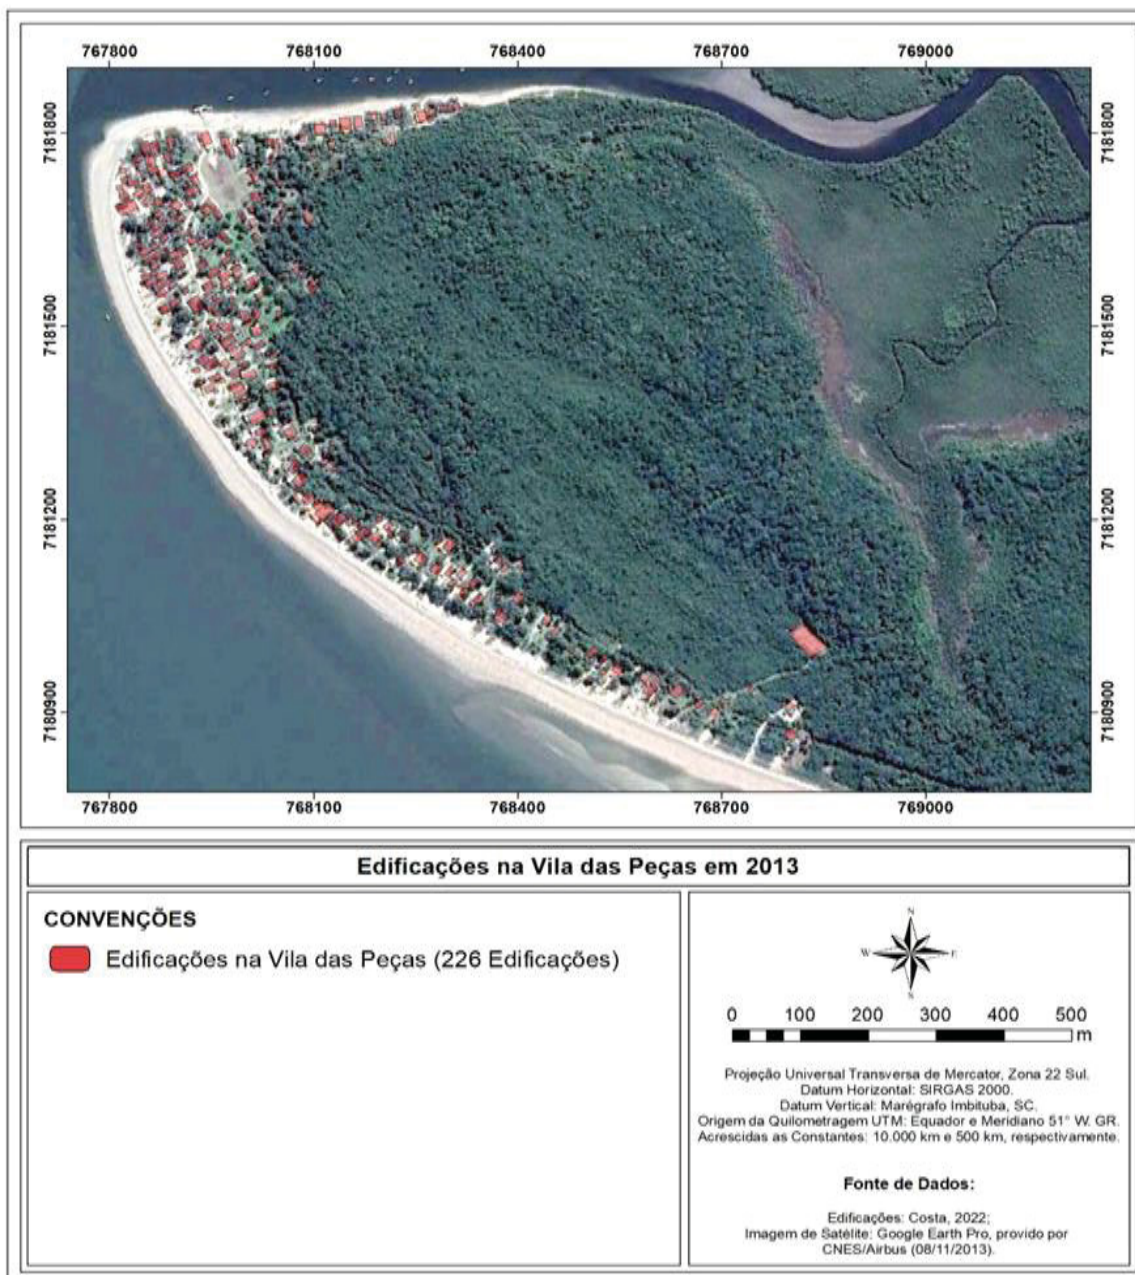 767800 768100 768400 768700 769000
7181800 7181800
7181500 7181500
7181200 7181200
7180900 7180900
767800 768100 768400 768700 769000
Edificações na Vila das Peças em 2013
CONVENÇÕES
Edificações na Vila das Peças (226 Edificações)
N
W E
S
0 100 200 300 400 500
m
Projeção Universal Transversa de Mercator, Zona 22 Sul.
Datum Horizontal: SIRGAS 2000.
Datum Vertical: Marégrafo Imbituba, SC.
Origem da Quilometragem UTM: Equador e Meridiano 51° W. GR.
Acrescidas as Constantes: 10.000 km e 500 km, respectivamente.
Fonte de Dados:
Edificações: Costa, 2022;
Imagem de Satélite: Google Earth Pro, provido por
CNES/Airbus (08/11/2013).